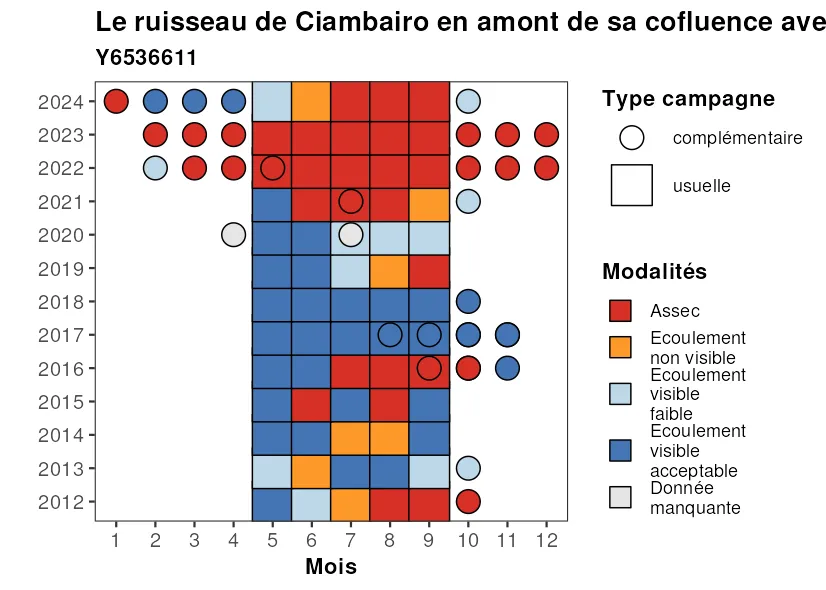 Le ruisseau de Ciambairo en amont de sa cofluence ave
Y6536611
2024
2023
2022
2021
2020
2019
2018
2017
2016
2015
2014
2013
2012
1 2 3 4 5 6 7 8 9 10 11 12
Mois
Type campagne
complémentaire
usuelle
Modalités
Assec
Ecoulement
non visible
Ecoulement
visible
faible
Ecoulement
visible
acceptable
Donnée
manquante